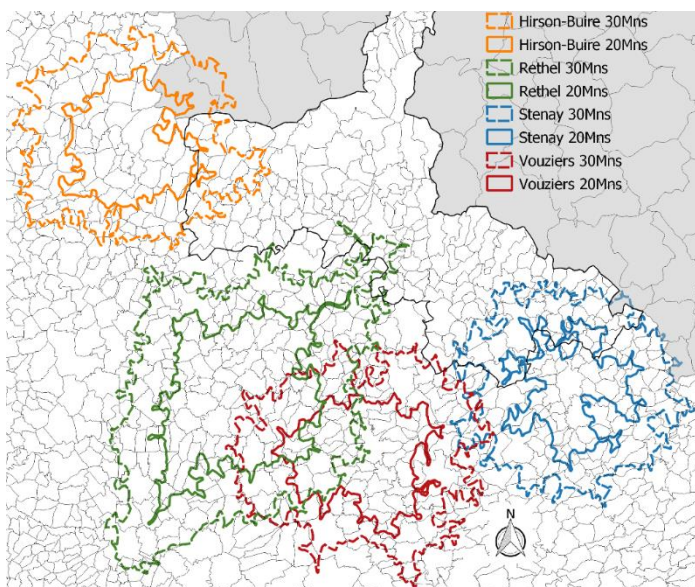 Hirson-Buire 30Mns
Hirson-Buire 20Mns
Rethel 30Mns
Rethel 20Mns
Stenay 30Mns
Stenay 20Mns
Vouziers 30Mns
Vouziers 20Mns
N